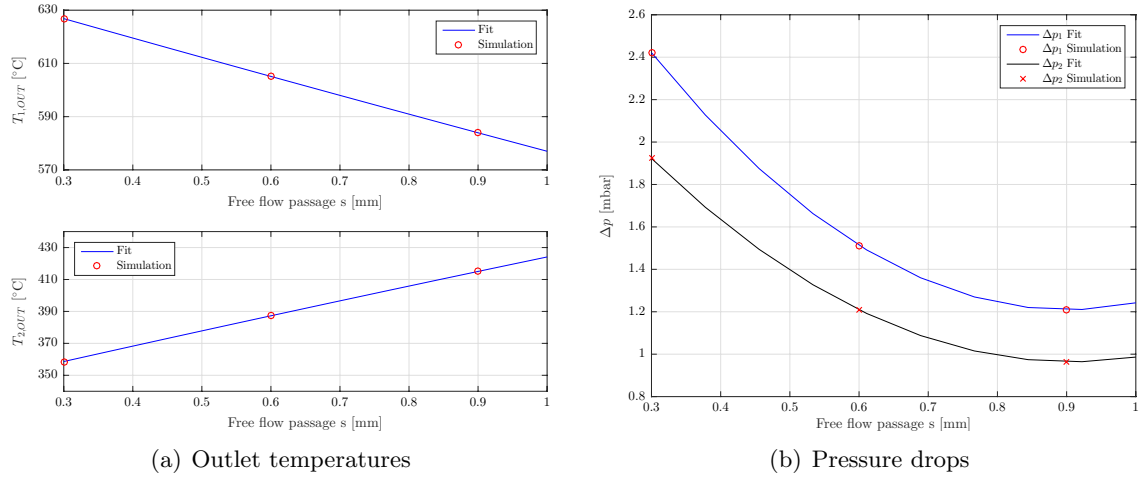 630
610
590
570
T1,OUT [°C]
0.3 0.4 0.5 0.6 0.7 0.8 0.9 1
Free flow passage s [mm]
Fit
Simulation
430
410
390
370
350
T2,OUT [°C]
0.3 0.4 0.5 0.6 0.7 0.8 0.9 1
Free flow passage s [mm]
Fit
Simulation
(a) Outlet temperatures
2.6
2.4
2.2
2
1.8
1.6
1.4
1.2
1
0.8
Δp [mbar]
0.3 0.4 0.5 0.6 0.7 0.8 0.9 1
Free flow passage s [mm]
Δp1 Fit
Δp1 Simulation
Δp2 Fit
Δp2 Simulation
(b) Pressure drops